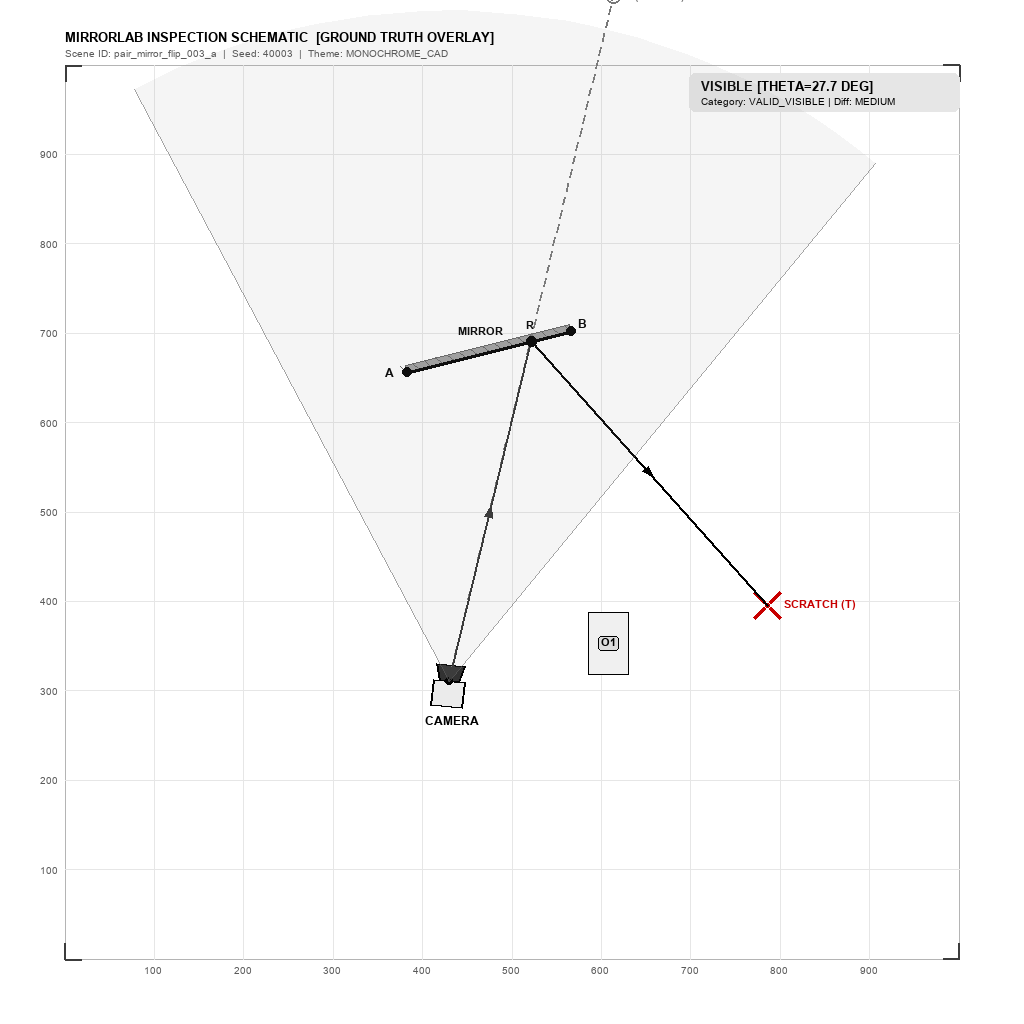 MIRRORLAB INSPECTION SCHEMATIC [GROUND TRUTH OVERLAY]
Scene ID: pair_mirror_flip_003_a | Seed: 40003 | Theme: MONOCHROME_CAD
VISIBLE [THETA=27.7 DEG]
Category: VALID_VISIBLE | Diff: MEDIUM
900
800
700
600
500
400
300
200
100
MIRROR
R
B
A
SCRATCH (T)
O1
CAMERA
100
200
300
400
500
600
700
800
900